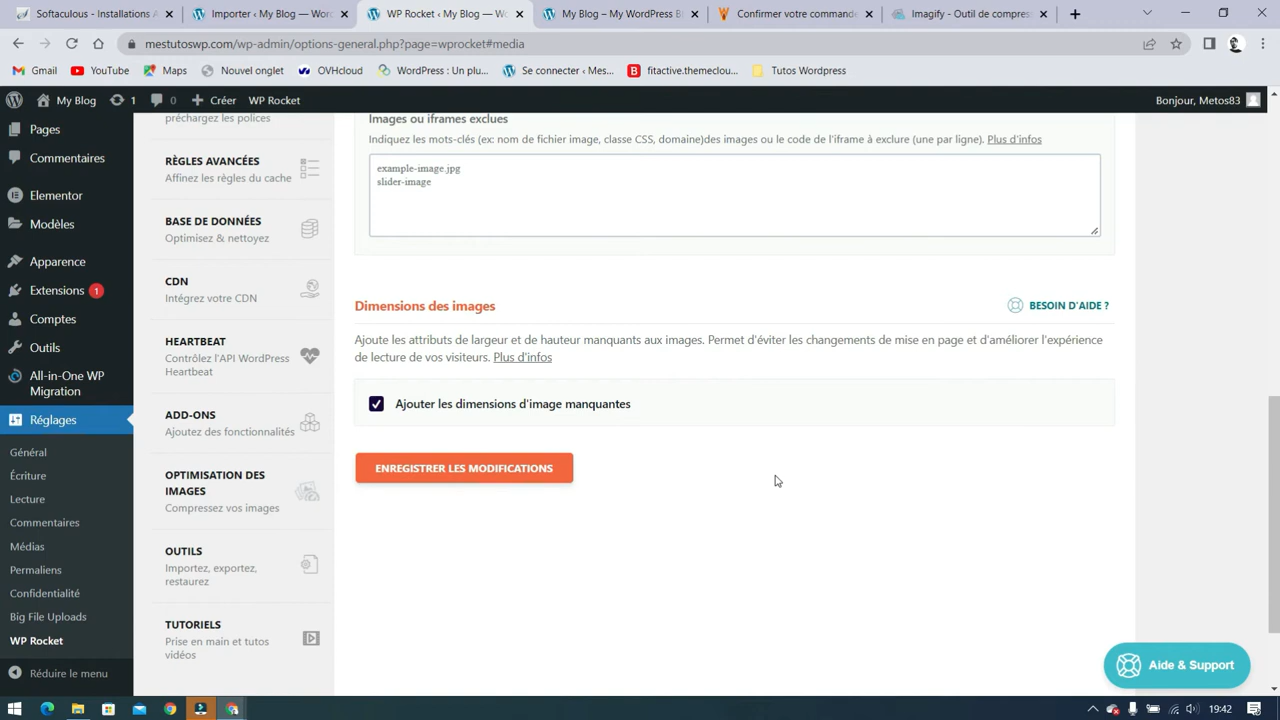 Softaculous - Installations A
Importer ‹ My Blog — WordPr
WP Rocket ‹ My Blog — Wo
My Blog – My WordPress Bl
Confirmer votre commande
Imagify - Outil de compress
mestutoswp.com/wp-admin/options-general.php?page=wprocket#media
Gmail
YouTube
Maps
Nouvel onglet
OVHcloud
WordPress : Un plu...
Se connecter ‹ Mes...
fitactive.themeclou...
Tutos Wordpress
My Blog
1
0
Créer
WP Rocket
Bonjour, Metos83
Pages
Commentaires
Elementor
Modèles
Apparence
Extensions 1
Comptes
Outils
All-in-One WP
Migration
Réglages
Général
Écriture
Lecture
Commentaires
Médias
Permaliens
Confidentialité
Big File Uploads
WP Rocket
Réduire le menu
préchargez les polices
RÈGLES AVANCÉES
Affinez les règles du cache
BASE DE DONNÉES
Optimisez & nettoyez
CDN
Intégrez votre CDN
HEARTBEAT
Contrôlez l'API WordPress
Heartbeat
ADD-ONS
Ajoutez des fonctionnalités
OPTIMISATION DES
IMAGES
Compressez vos images
OUTILS
Importez, exportez,
restaurez
TUTORIELS
Prise en main et tutos
vidéos
Images ou iframes exclues
Indiquez les mots-clés (ex: nom de fichier image, classe CSS, domaine)des images ou le code de l'iframe à exclure (une par ligne). Plus d'infos
example-image.jpg
slider-image
Dimensions des images
BESOIN D'AIDE ?
Ajoute les attributs de largeur et de hauteur manquants aux images. Permet d'éviter les changements de mise en page et d'améliorer l'expérience
de lecture de vos visiteurs. Plus d'infos
Ajouter les dimensions d'image manquantes
ENREGISTRER LES MODIFICATIONS
Aide & Support
19:42